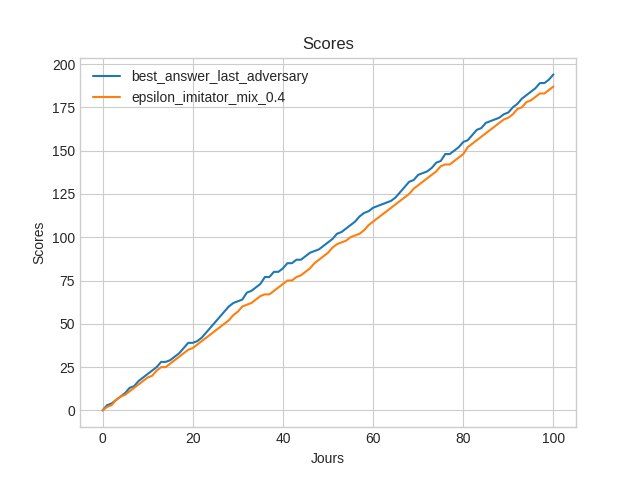 Scores
best_answer_last_adversary
epsilon_imitator_mix_0.4
Scores
200
175
150
125
100
75
50
25
0
0 20 40 60 80 100
Jours